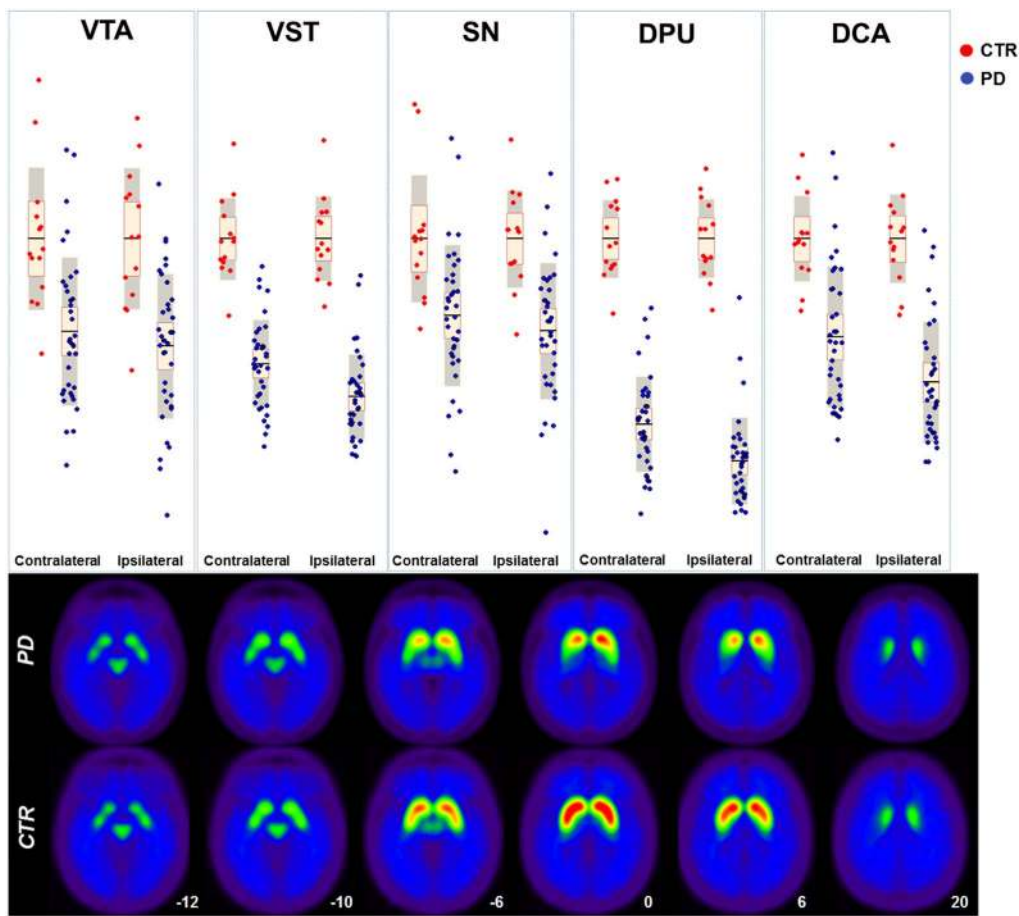 VTA VST SN DPU DCA
CTR
PD
Contralateral Ipsilateral Contralateral Ipsilateral Contralateral Ipsilateral Contralateral Ipsilateral Contralateral Ipsilateral
PD
CTR
-12 -10 -6 0 6 20